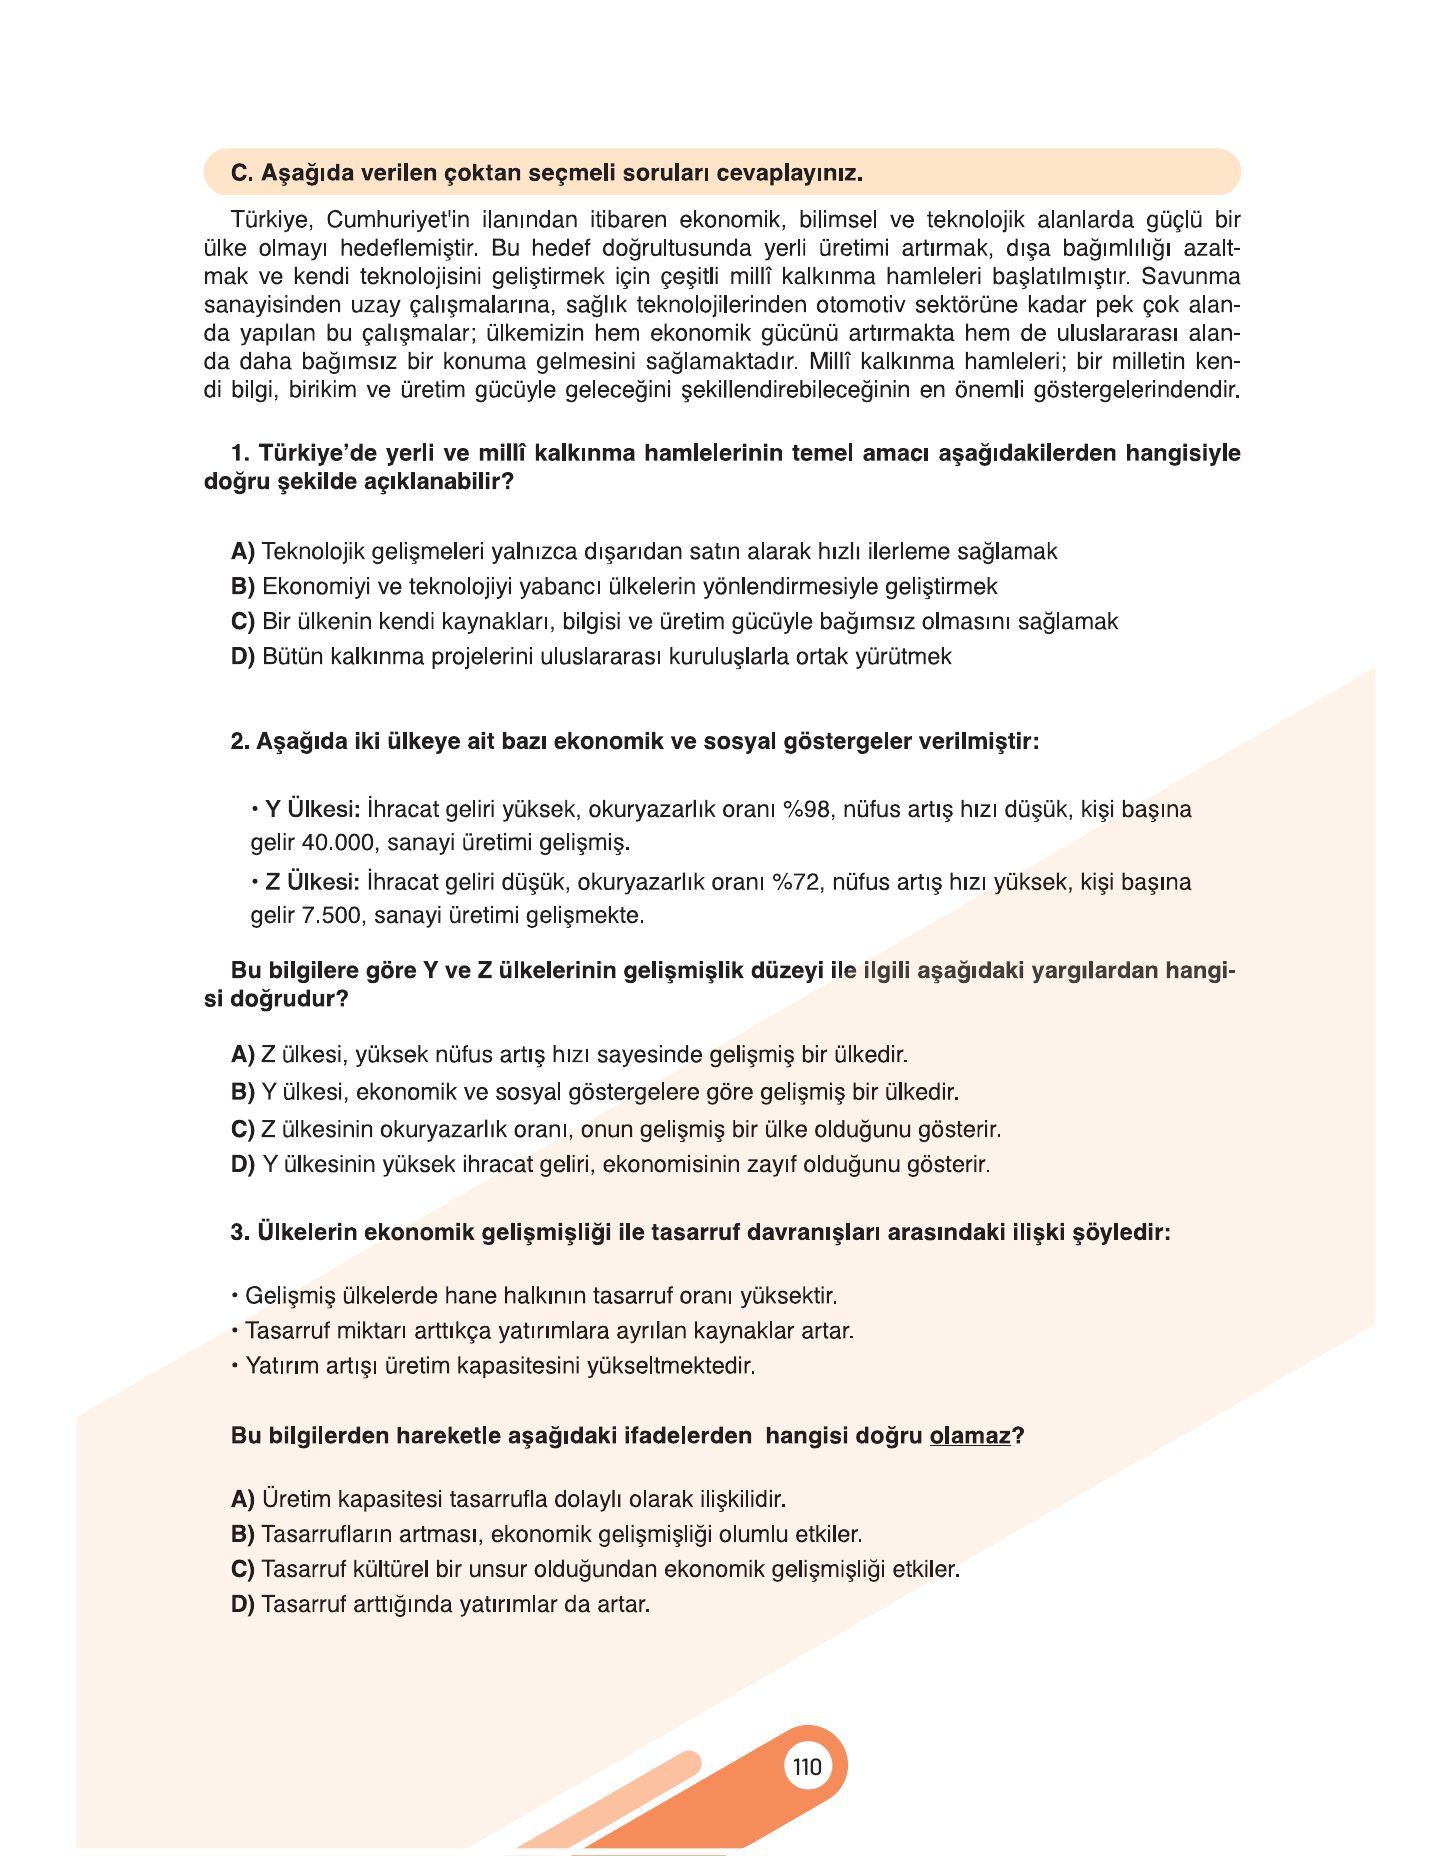 C. Aşağıda verilen çoktan seçmeli soruları cevaplayınız.
Türkiye, Cumhuriyet'in ilanından itibaren ekonomik, bilimsel ve teknolojik alanlarda güçlü bir
ülke olmayı hedeflemiştir. Bu hedef doğrultusunda yerli üretimi artırmak, dışa bağımlılığı azalt-
mak ve kendi teknolojisini geliştirmek için çeşitli millî kalkınma hamleleri başlatılmıştır. Savunma
sanayisinden uzay çalışmalarına, sağlık teknolojilerinden otomotiv sektörüne kadar pek çok alan-
da yapılan bu çalışmalar; ülkemizin hem ekonomik gücünü artırmakta hem de uluslararası alan-
da daha bağımsız bir konuma gelmesini sağlamaktadır. Millî kalkınma hamleleri; bir milletin ken-
di bilgi, birikim ve üretim gücüyle geleceğini şekillendirebileceğinin en önemli göstergelerindendir.
1. Türkiye’de yerli ve millî kalkınma hamlelerinin temel amacı aşağıdakilerden hangisiyle
doğru şekilde açıklanabilir?
A) Teknolojik gelişmeleri yalnızca dışarıdan satın alarak hızlı ilerleme sağlamak
B) Ekonomiyi ve teknolojiyi yabancı ülkelerin yönlendirmesiyle geliştirmek
C) Bir ülkenin kendi kaynakları, bilgisi ve üretim gücüyle bağımsız olmasını sağlamak
D) Bütün kalkınma projelerini uluslararası kuruluşlarla ortak yürütmek
2. Aşağıda iki ülkeye ait bazı ekonomik ve sosyal göstergeler verilmiştir:
• Y Ülkesi: İhracat geliri yüksek, okuryazarlık oranı %98, nüfus artış hızı düşük, kişi başına
gelir 40.000, sanayi üretimi gelişmiş.
• Z Ülkesi: İhracat geliri düşük, okuryazarlık oranı %72, nüfus artış hızı yüksek, kişi başına
gelir 7.500, sanayi üretimi gelişmekte.
Bu bilgilere göre Y ve Z ülkelerinin gelişmişlik düzeyi ile ilgili aşağıdaki yargılardan hangi-
si doğrudur?
A) Z ülkesi, yüksek nüfus artış hızı sayesinde gelişmiş bir ülkedir.
B) Y ülkesi, ekonomik ve sosyal göstergelere göre gelişmiş bir ülkedir.
C) Z ülkesinin okuryazarlık oranı, onun gelişmiş bir ülke olduğunu gösterir.
D) Y ülkesinin yüksek ihracat geliri, ekonomisinin zayıf olduğunu gösterir.
3. Ülkelerin ekonomik gelişmişliği ile tasarruf davranışları arasındaki ilişki şöyledir:
• Gelişmiş ülkelerde hane halkının tasarruf oranı yüksektir.
• Tasarruf miktarı arttıkça yatırımlara ayrılan kaynaklar artar.
• Yatırım artışı üretim kapasitesini yükseltmektedir.
Bu bilgilerden hareketle aşağıdaki ifadelerden hangisi doğru olamaz?
A) Üretim kapasitesi tasarrufla dolaylı olarak ilişkilidir.
B) Tasarrufların artması, ekonomik gelişmişliği olumlu etkiler.
C) Tasarruf kültürel bir unsur olduğundan ekonomik gelişmişliği etkiler.
D) Tasarruf arttığında yatırımlar da artar.
110